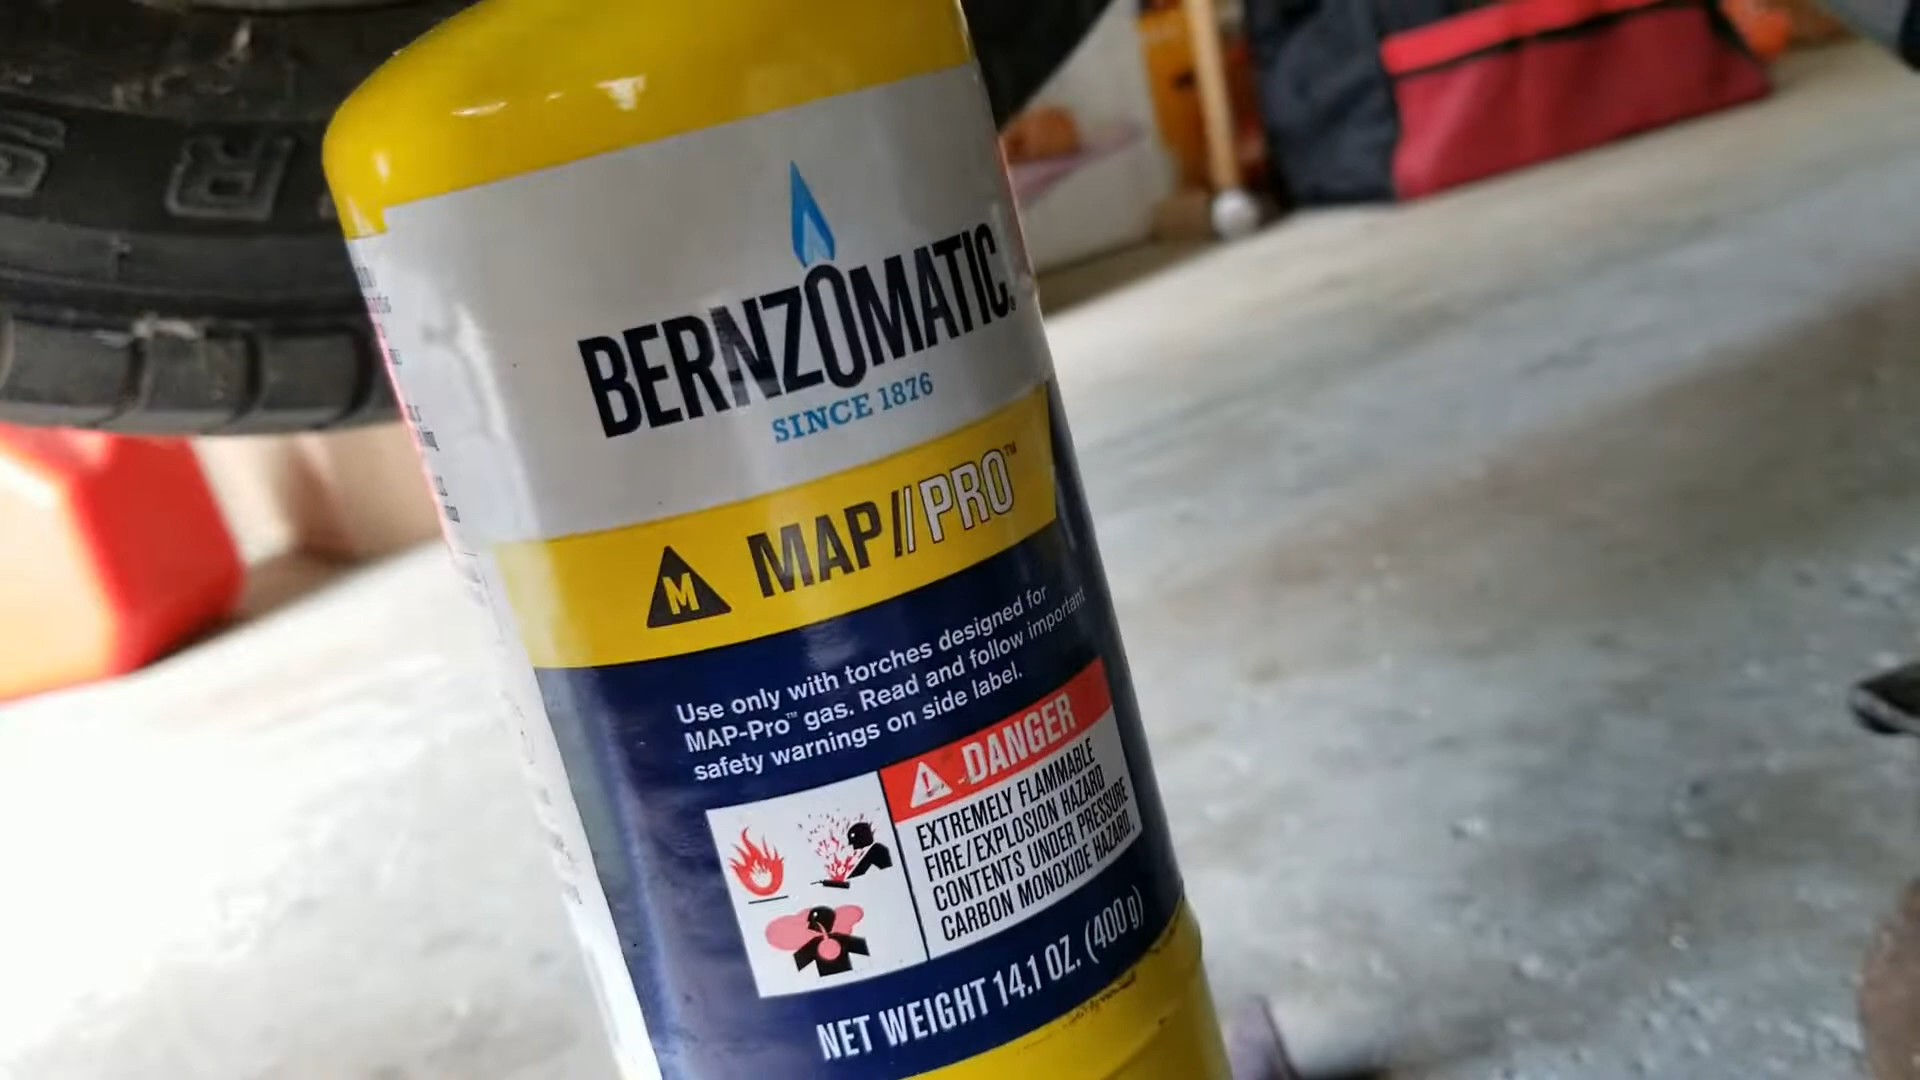 BERNZOMATIC
SINCE 1876
M MAP//PRO™
Use only with torches designed for
MAP-Pro™ gas. Read and follow important
safety warnings on side label.
DANGER
EXTREMELY FLAMMABLE
FIRE/EXPLOSION HAZARD
CONTENTS UNDER PRESSURE
CARBON MONOXIDE HAZARD.
NET WEIGHT 14.1 OZ. (400 g)
R